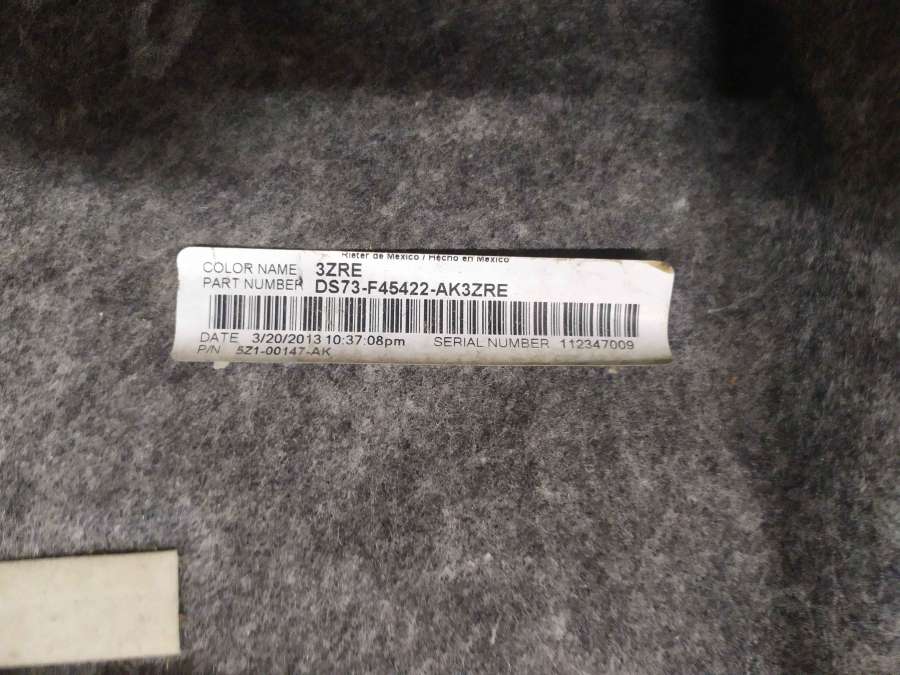 Rieter de Mexico / Hecho en Mexico
COLOR NAME 3ZRE
PART NUMBER DS73-F45422-AK3ZRE
DATE 3/20/2013 10:37:08pm SERIAL NUMBER 112347009
P/N 5Z1-00147-AK